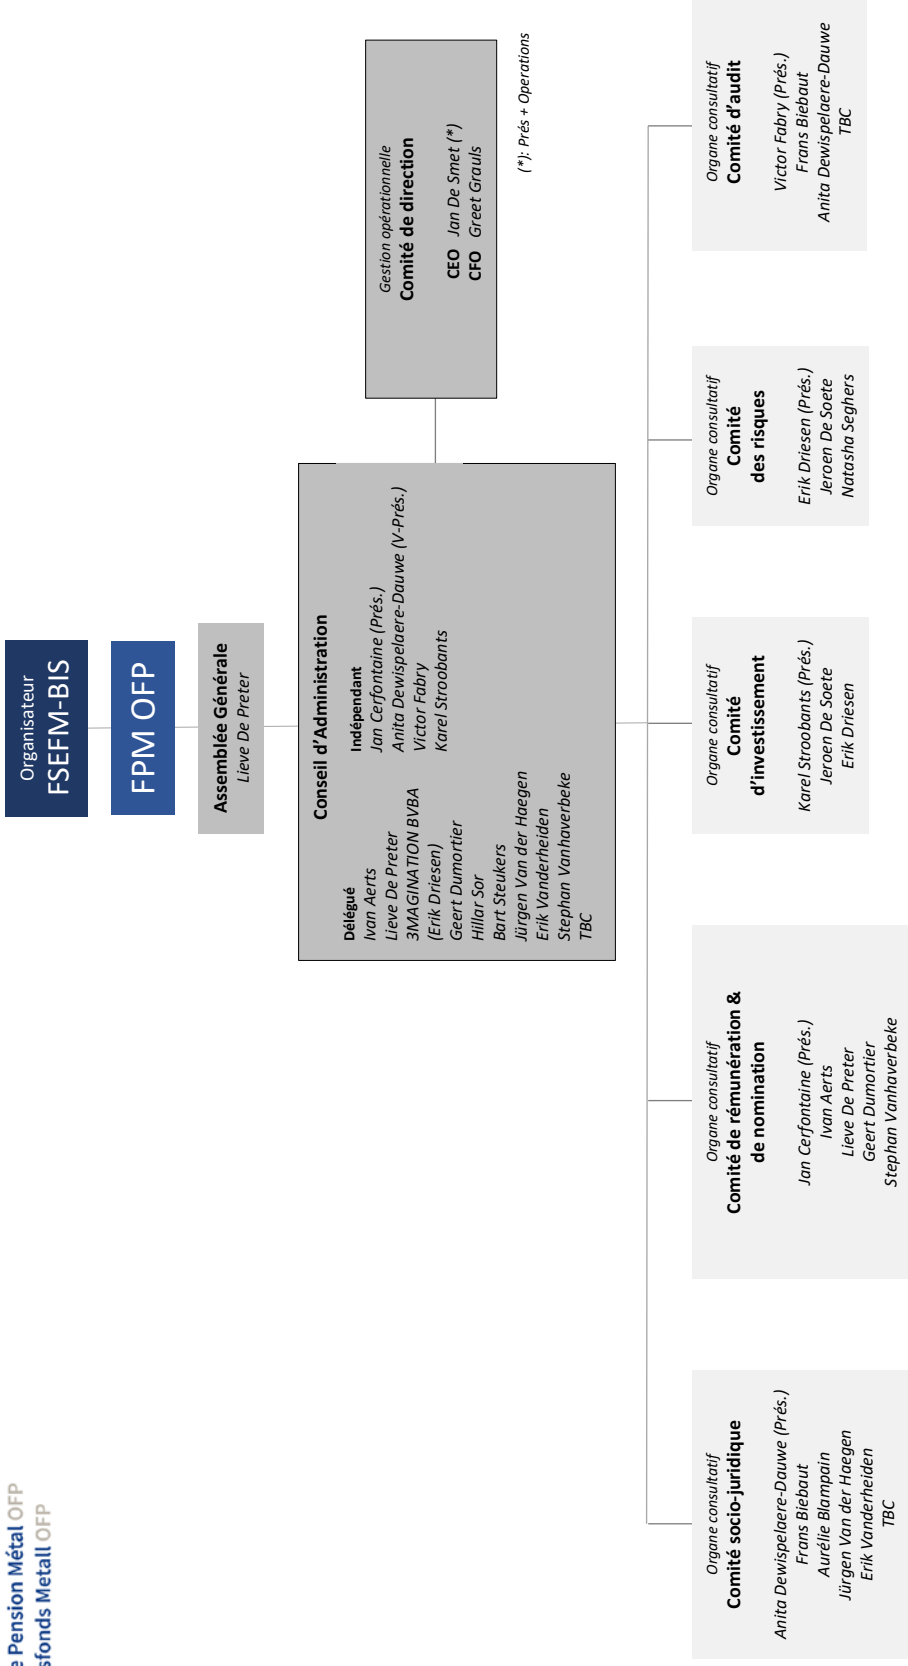 e Pension Métal OFP
sfonds Metall OFP
Organisateur
FSEFM-BIS
FPM OFP
Assemblée Générale
Lieve De Preter
Conseil d'Administration
Délégué
Ivan Aerts
Lieve De Preter
3MAGINATION BVBA
(Erik Driesen)
Geert Dumortier
Hillar Sor
Bart Steukers
Jürgen Van der Haegen
Erik Vanderheiden
Stephan Vanhaverbeke
TBC
Indépendant
Jan Cerfontaine (Prés.)
Anita Dewispelaere-Dauwe (V-Prés.)
Victor Fabry
Karel Stroobants
Gestion opérationnelle
Comité de direction
CEO Jan De Smet (*)
CFO Greet Grauls
(*): Prés + Operations
Organe consultatif
Comité socio-juridique
Anita Dewispelaere-Dauwe (Prés.)
Frans Biebaut
Aurélie Blampain
Jürgen Van der Haegen
Erik Vanderheiden
TBC
Organe consultatif
Comité de rémunération &
de nomination
Jan Cerfontaine (Prés.)
Ivan Aerts
Lieve De Preter
Geert Dumortier
Stephan Vanhaverbeke
Organe consultatif
Comité
d'investissement
Karel Stroobants (Prés.)
Jeroen De Soete
Erik Driesen
Organe consultatif
Comité
des risques
Erik Driesen (Prés.)
Jeroen De Soete
Natasha Seghers
Organe consultatif
Comité d'audit
Victor Fabry (Prés.)
Frans Biebaut
Anita Dewispelaere-Dauwe
TBC